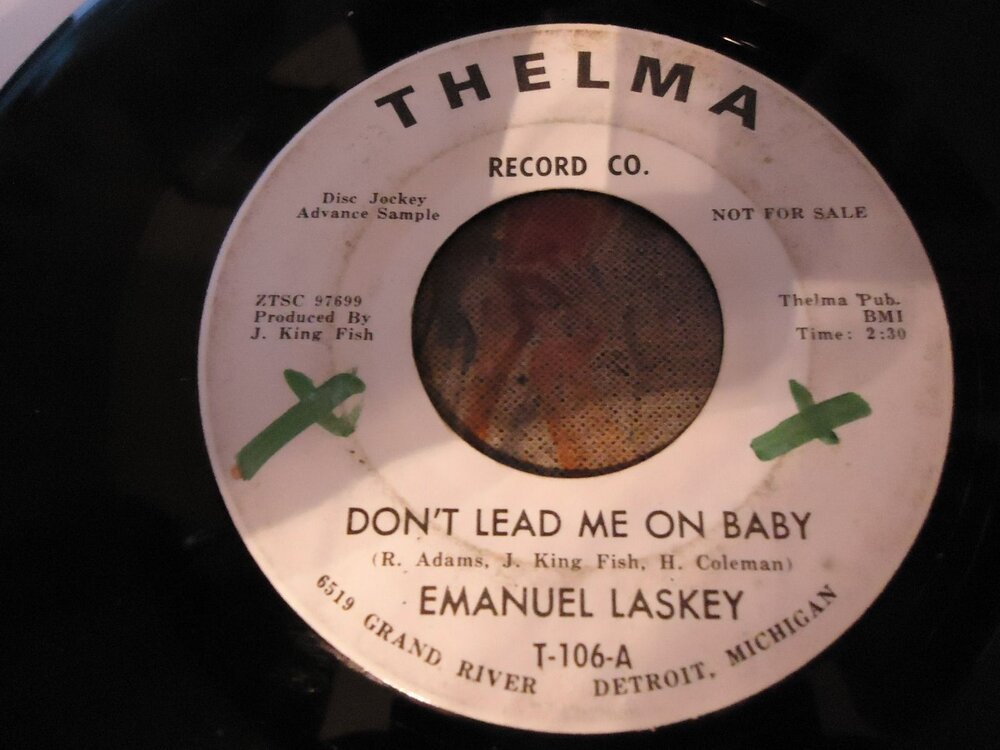 THELMA
RECORD CO.
Disc Jockey
Advance Sample
NOT FOR SALE
ZTSC 97699
Produced By
J. King Fish
Thelma Pub.
BMI
Time: 2:30
DON'T LEAD ME ON BABY
(R. Adams, J. King Fish, H. Coleman)
EMANUEL LASKEY
T-106-A
6519 GRAND RIVER DETROIT, MICHIGAN